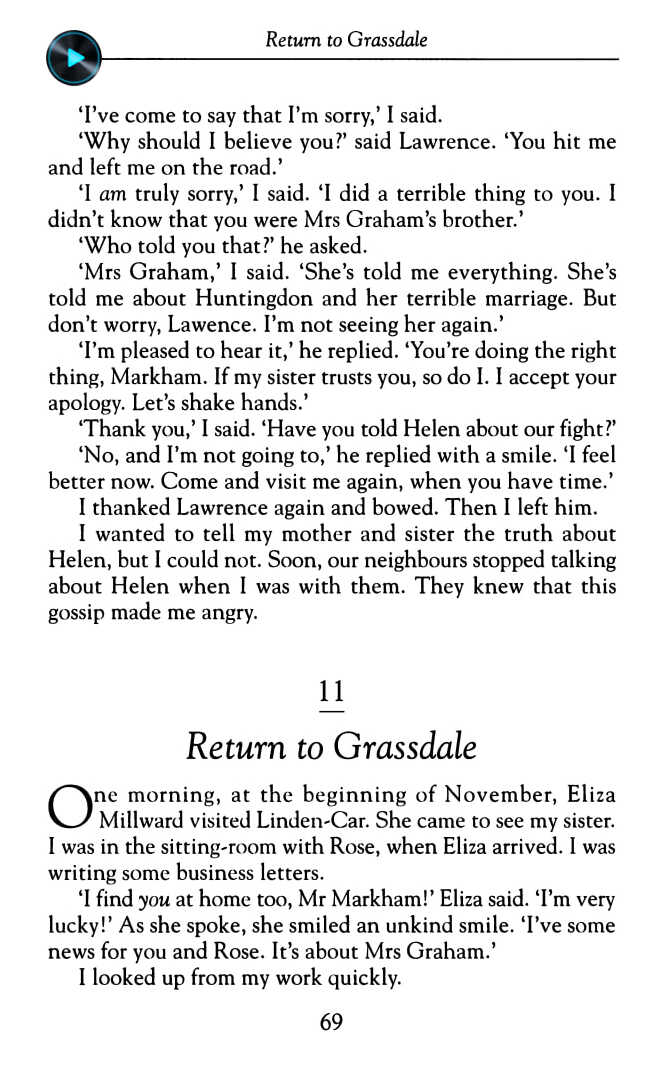 Return to Grassdale
‘I’ve come to say that I’m sorry,’ I said.
‘Why should I believe you?’ said Lawrence. ‘You hit me
and left me on the road.’
‘I am truly sorry,’ I said. ‘I did a terrible thing to you. I
didn’t know that you were Mrs Graham’s brother.’
‘Who told you that?’ he asked.
‘Mrs Graham,’ I said. ‘She’s told me everything. She’s
told me about Huntingdon and her terrible marriage. But
don’t worry, Lawence. I’m not seeing her again.’
‘I’m pleased to hear it,’ he replied. ‘You’re doing the right
thing, Markham. If my sister trusts you, so do I. I accept your
apology. Let’s shake hands.’
‘Thank you,’ I said. ‘Have you told Helen about our fight?’
‘No, and I’m not going to,’ he replied with a smile. ‘I feel
better now. Come and visit me again, when you have time.’
I thanked Lawrence again and bowed. Then I left him.
I wanted to tell my mother and sister the truth about
Helen, but I could not. Soon, our neighbours stopped talking
about Helen when I was with them. They knew that this
gossip made me angry.
11
Return to Grassdale
One morning, at the beginning of November, Eliza
Millward visited Linden-Car. She came to see my sister.
I was in the sitting-room with Rose, when Eliza arrived. I was
writing some business letters.
‘I find you at home too, Mr Markham!’ Eliza said. ‘I’m very
lucky!’ As she spoke, she smiled an unkind smile. ‘I’ve some
news for you and Rose. It’s about Mrs Graham.’
I looked up from my work quickly.
69